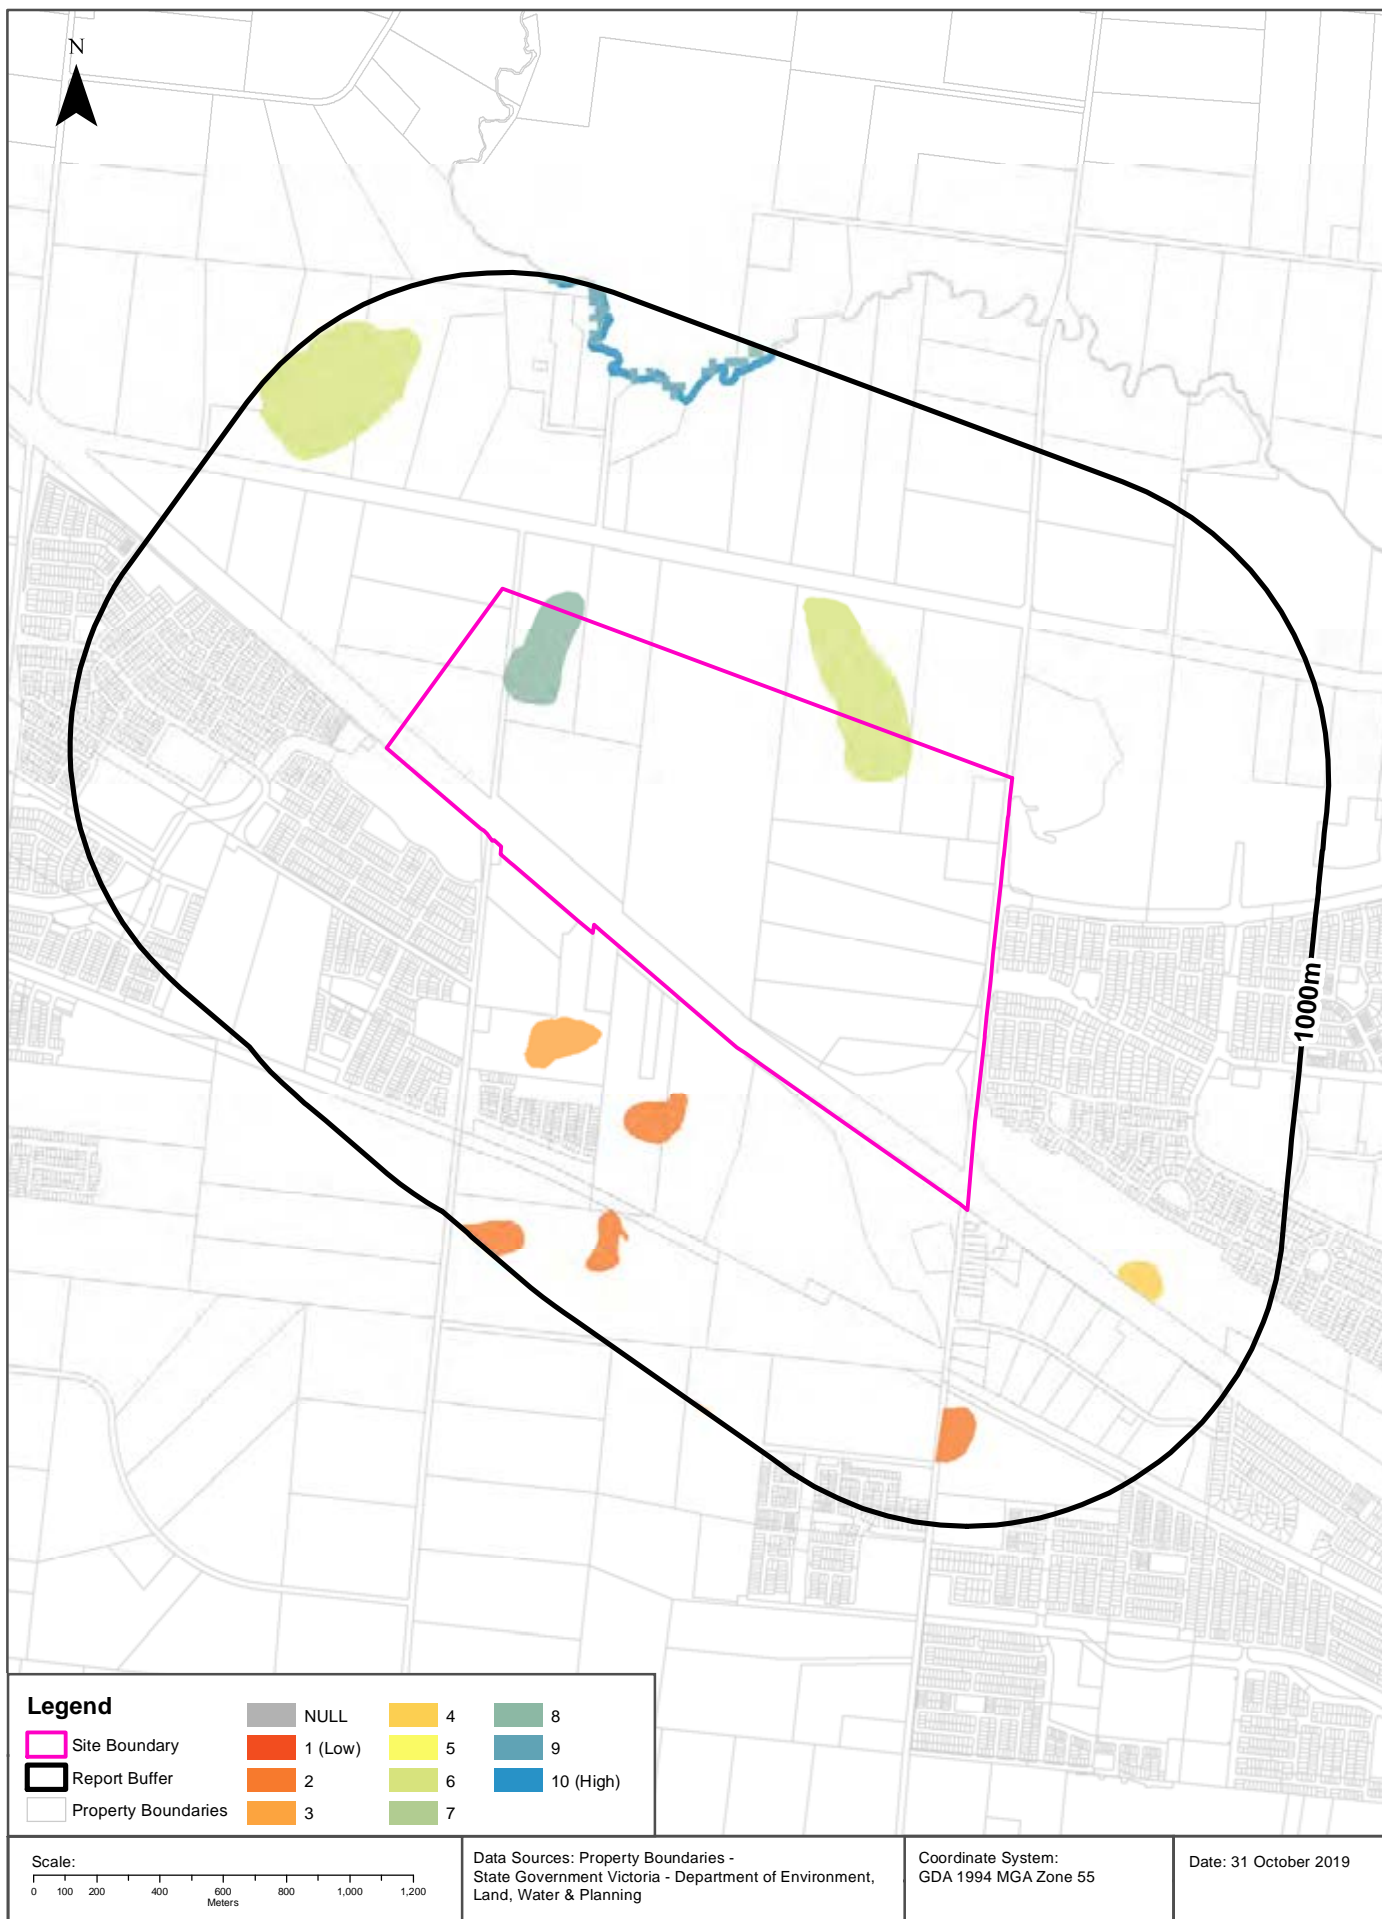 N
1000m
Legend
Site Boundary
Report Buffer
Property Boundaries
NULL
1 (Low)
2
3
4
5
6
7
8
9
10 (High)
Scale:
0 100 200 400 600 800 1,000 1,200
Meters
Data Sources: Property Boundaries -
State Government Victoria - Department of Environment,
Land, Water & Planning
Coordinate System:
GDA 1994 MGA Zone 55
Date: 31 October 2019